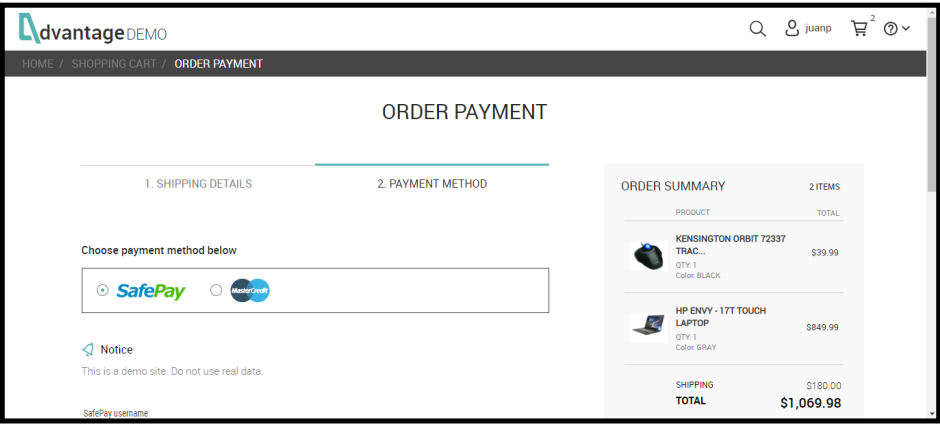 dvantage DEMO
juanp
2
?
HOME / SHOPPING CART / ORDER PAYMENT
ORDER PAYMENT
1. SHIPPING DETAILS
2. PAYMENT METHOD
Choose payment method below
SafePay
MasterCredit
Notice
This is a demo site. Do not use real data.
SafePay username
ORDER SUMMARY 2 ITEMS
PRODUCT TOTAL
KENSINGTON ORBIT 72337
TRAC... $39.99
QTY: 1
Color: BLACK
HP ENVY - 17T TOUCH
LAPTOP $849.99
QTY: 1
Color: GRAY
SHIPPING $180.00
TOTAL $1,069.98